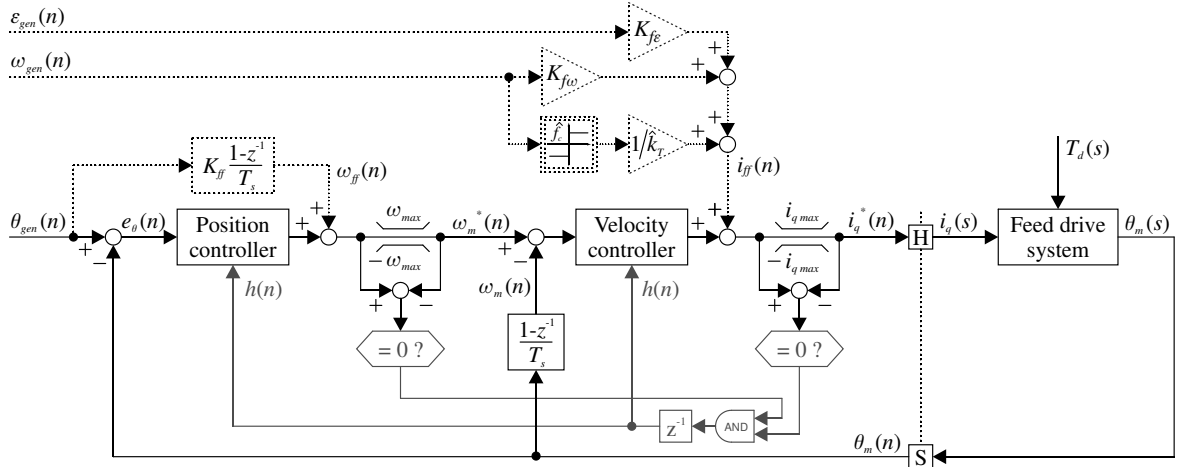 ε_gen(n)
K_fε
+
+
ω_gen(n)
K_fω
+
+
f̂_c
1/k̂_T
+
K_ff (1-z⁻¹)/T_s
ω_ff(n)
i_ff(n)
T_d(s)
θ_gen(n)
+
−
e_θ(n)
Position
controller
+
+
ω_max
−ω_max
ω_m*(n)
+
−
Velocity
controller
+
+
i_q max
−i_q max
i_q*(n)
H
i_q(s)
Feed drive
system
θ_m(s)
h(n)
+
−
ω_m(n)
h(n)
+
−
= 0 ?
(1-z⁻¹)/T_s
= 0 ?
z⁻¹
AND
θ_m(n)
S